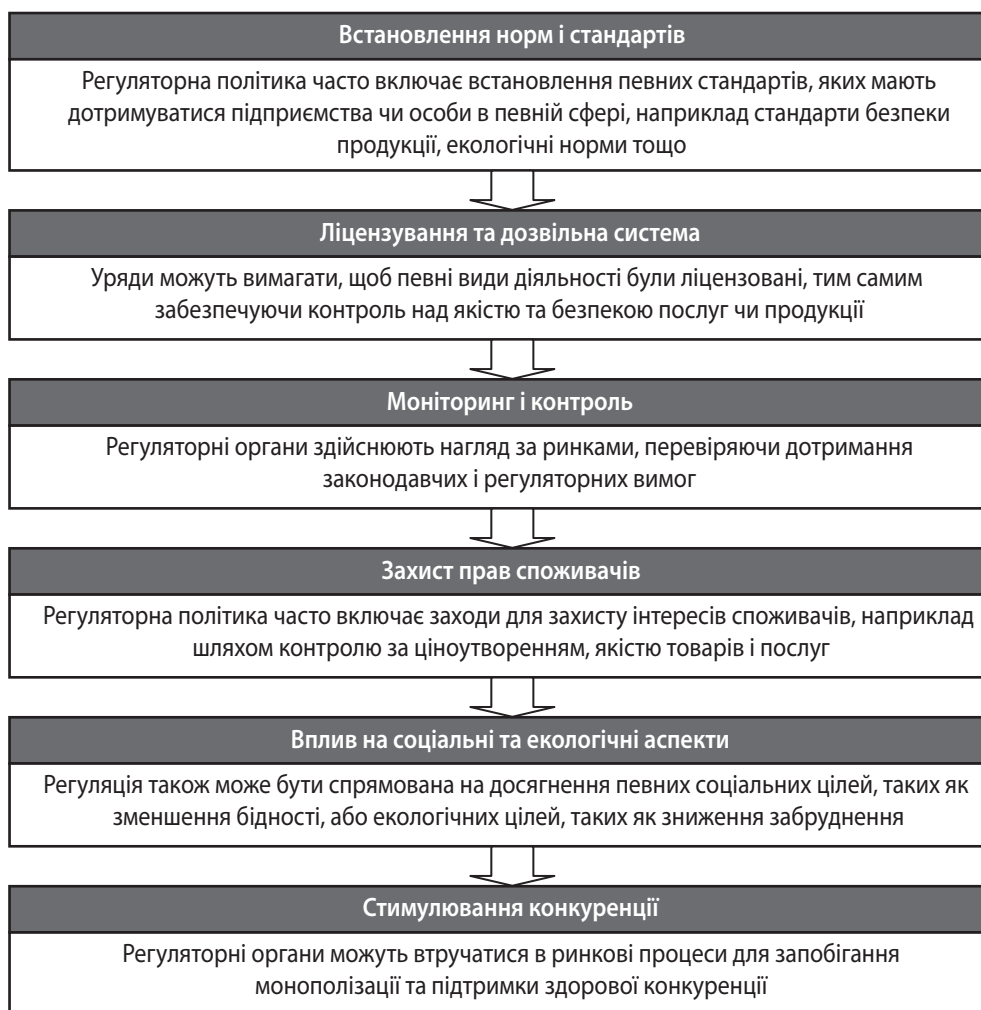 Встановлення норм і стандартів
Регуляторна політика часто включає встановлення певних стандартів, яких мають
дотримуватися підприємства чи особи в певній сфері, наприклад стандарти безпеки
продукції, екологічні норми тощо
Ліцензування та дозвільна система
Уряди можуть вимагати, щоб певні види діяльності були ліцензовані, тим самим
забезпечуючи контроль над якістю та безпекою послуг чи продукції
Моніторинг і контроль
Регуляторні органи здійснюють нагляд за ринками, перевіряючи дотримання
законодавчих і регуляторних вимог
Захист прав споживачів
Регуляторна політика часто включає заходи для захисту інтересів споживачів, наприклад
шляхом контролю за ціноутворенням, якістю товарів і послуг
Вплив на соціальні та екологічні аспекти
Регуляція також може бути спрямована на досягнення певних соціальних цілей, таких як
зменшення бідності, або екологічних цілей, таких як зниження забруднення
Стимулювання конкуренції
Регуляторні органи можуть втручатися в ринкові процеси для запобігання
монополізації та підтримки здорової конкуренції